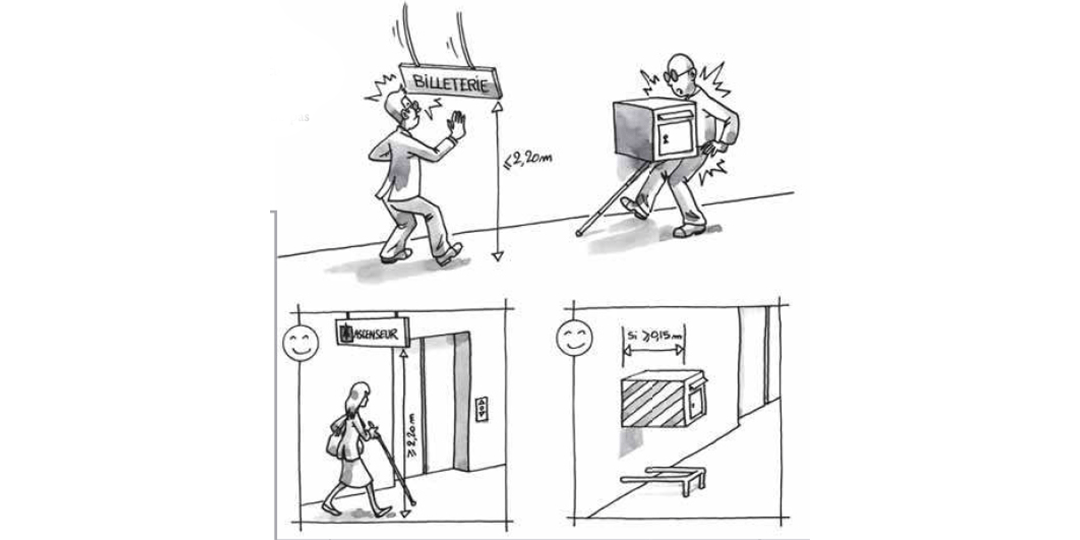 BILLETERIE
≤2,20m
ASCENSEUR
≥2,20m
Si ≥0,15m